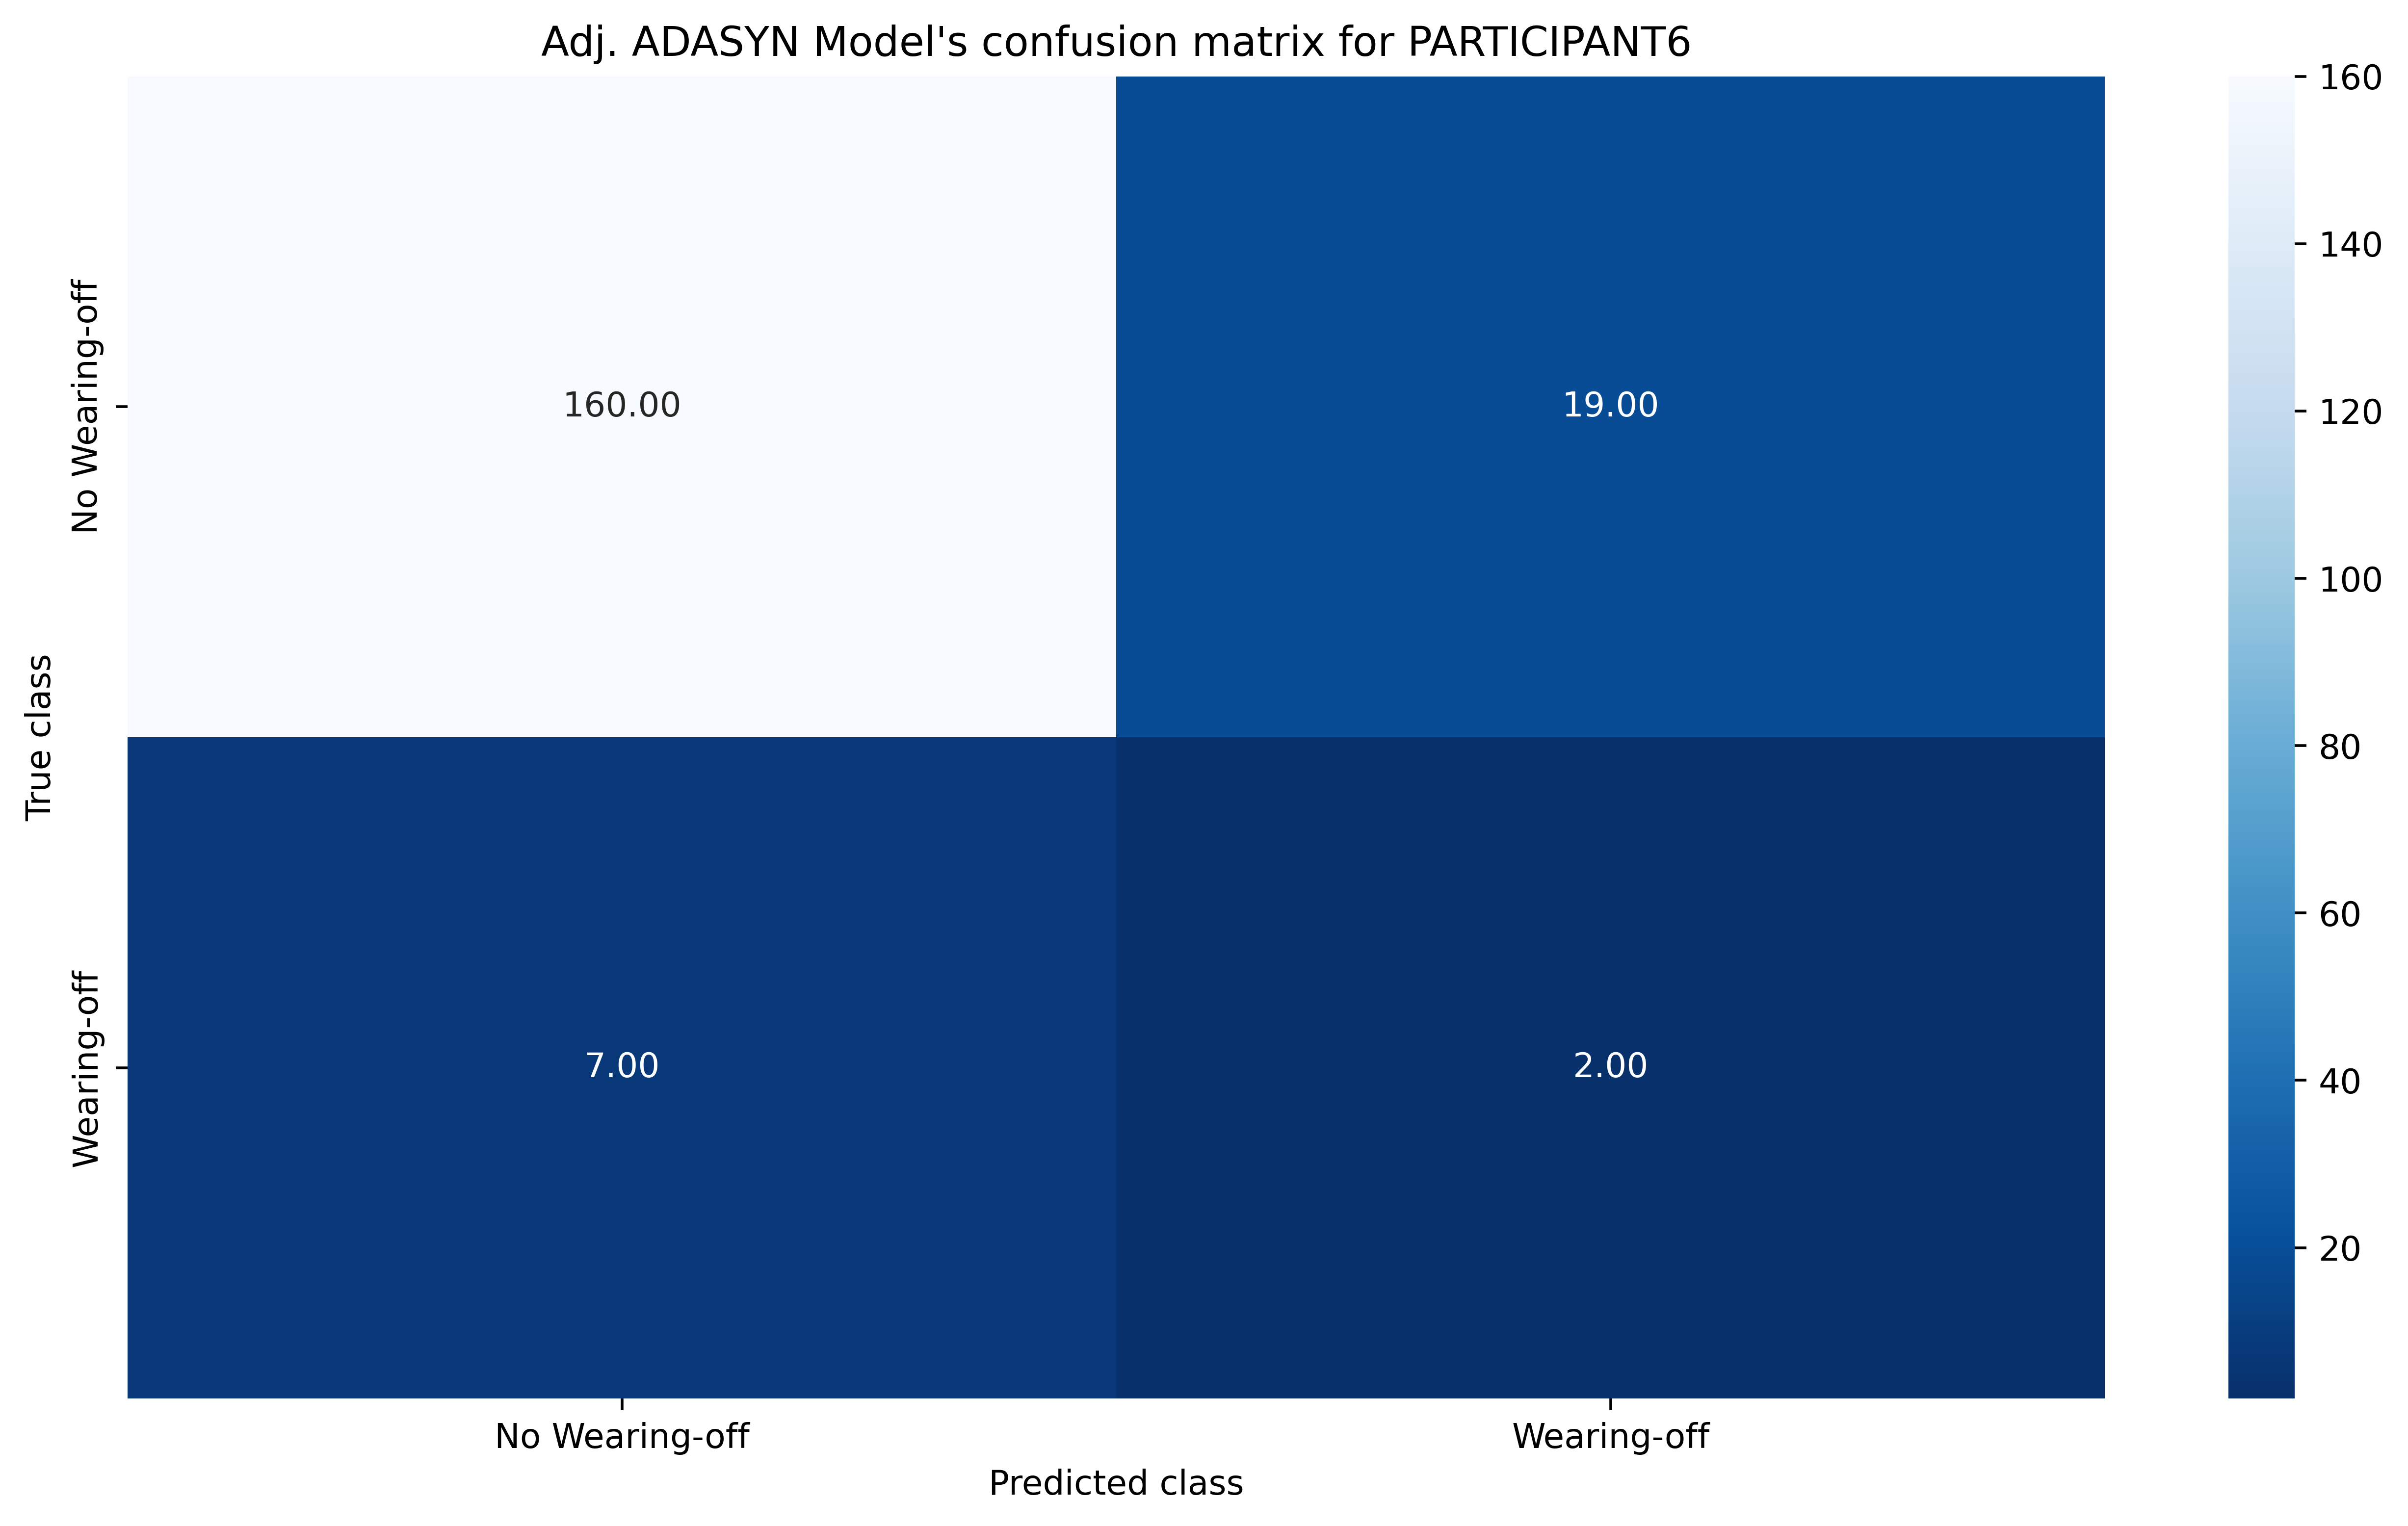 Adj. ADASYN Model's confusion matrix for PARTICIPANT6
True class
No Wearing-off
Wearing-off
160.00
19.00
7.00
2.00
No Wearing-off
Wearing-off
Predicted class
160
140
120
100
80
60
40
20